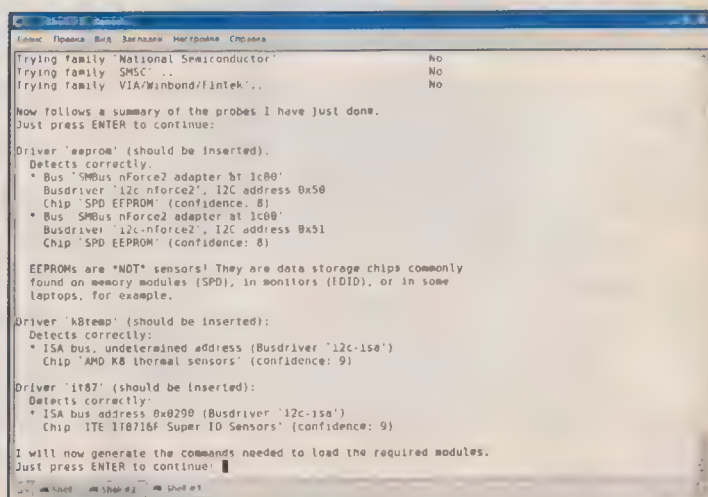 Сеанс Правка Вид Закладки Настройка Справка
Trying family `National Semiconductor' No
Trying family `SMSC' .. No
Trying family `VIA/Winbond/Fintek'.. No
Now follows a summary of the probes I have just done.
Just press ENTER to continue:
Driver `eeprom' (should be inserted).
Detects correctly.
* Bus `SMBus nForce2 adapter at 1c00'
Busdriver `i2c nforce2', I2C address 0x50
Chip `SPD EEPROM' (confidence. 8)
* Bus `SMBus nForce2 adapter at 1c00'
Busdriver `i2c-nforce2', I2C address 0x51
Chip `SPD EEPROM' (confidence: 8)
EEPROMs are *NOT* sensors! They are data storage chips commonly
found on memory modules (SPD), in monitors (EDID), or in some
laptops, for example.
Driver `k8temp' (should be inserted):
Detects correctly:
* ISA bus, undetermined address (Busdriver `i2c-isa')
Chip `AMD K8 thermal sensors' (confidence: 9)
Driver `it87' (should be inserted):
Detects correctly:
* ISA bus address 0x0290 (Busdriver `i2c-isa')
Chip `ITE IT8716F Super IO Sensors' (confidence: 9)
I will now generate the commands needed to load the required modules.
Just press ENTER to continue:
Shell Shell #2 Shell #3